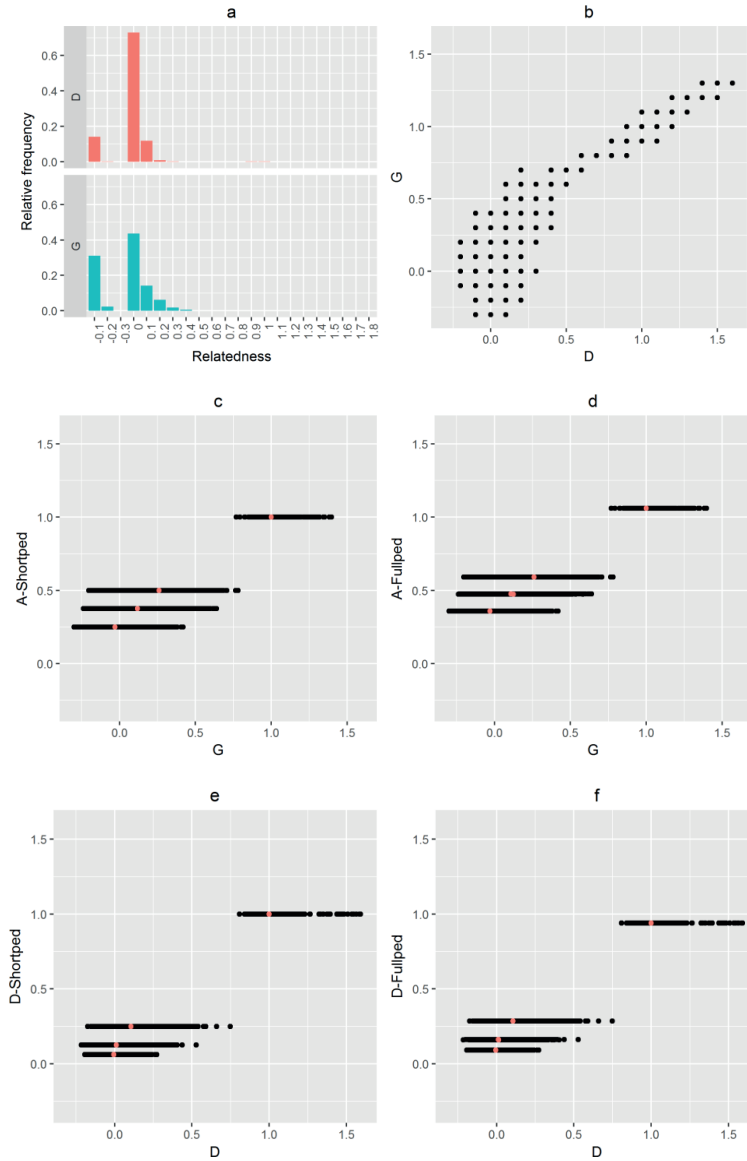 a
Relative frequency
D
0.6
0.4
0.2
0.0
G
0.6
0.4
0.2
0.0
-0.1
-0.2
-0.3
0
0.1
0.2
0.3
0.4
0.5
0.6
0.7
0.8
0.9
1
1.1
1.2
1.3
1.4
1.5
1.6
1.7
1.8
Relatedness
b
G
1.5
1.0
0.5
0.0
0.0 0.5 1.0 1.5
D
c
A-Shortped
1.5
1.0
0.5
0.0
0.0 0.5 1.0 1.5
G
d
A-Fullped
1.5
1.0
0.5
0.0
0.0 0.5 1.0 1.5
G
e
D-Shortped
1.5
1.0
0.5
0.0
0.0 0.5 1.0 1.5
D
f
D-Fullped
1.5
1.0
0.5
0.0
0.0 0.5 1.0 1.5
D